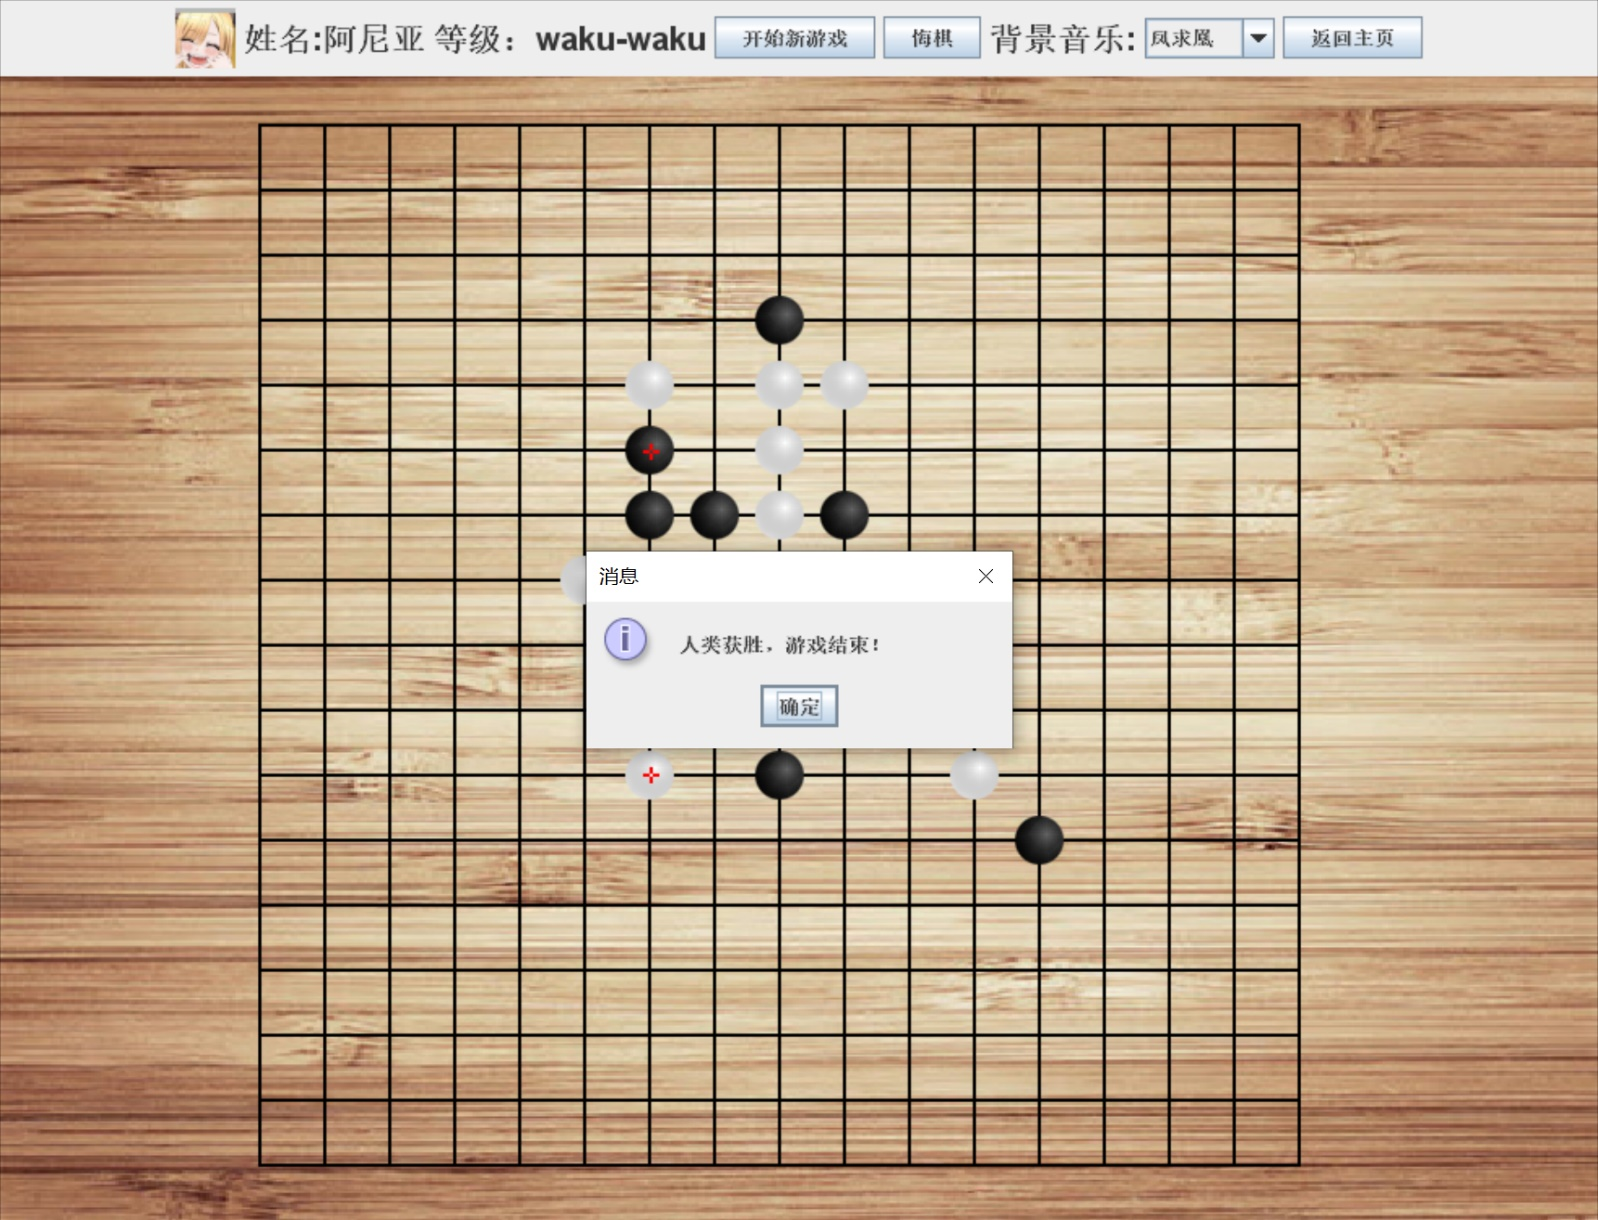 姓名:阿尼亚 等级：waku-waku 开始新游戏 悔棋 背景音乐: 凤求凰 返回主页
消息
人类获胜，游戏结束！
确定